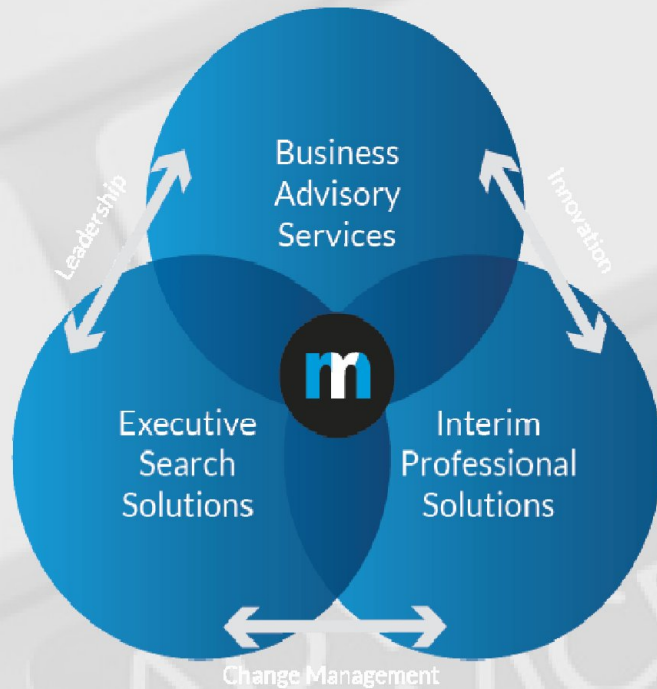 Business
Advisory
Services
Leadership
Innovation
m
Executive
Search
Solutions
Interim
Professional
Solutions
Change Management